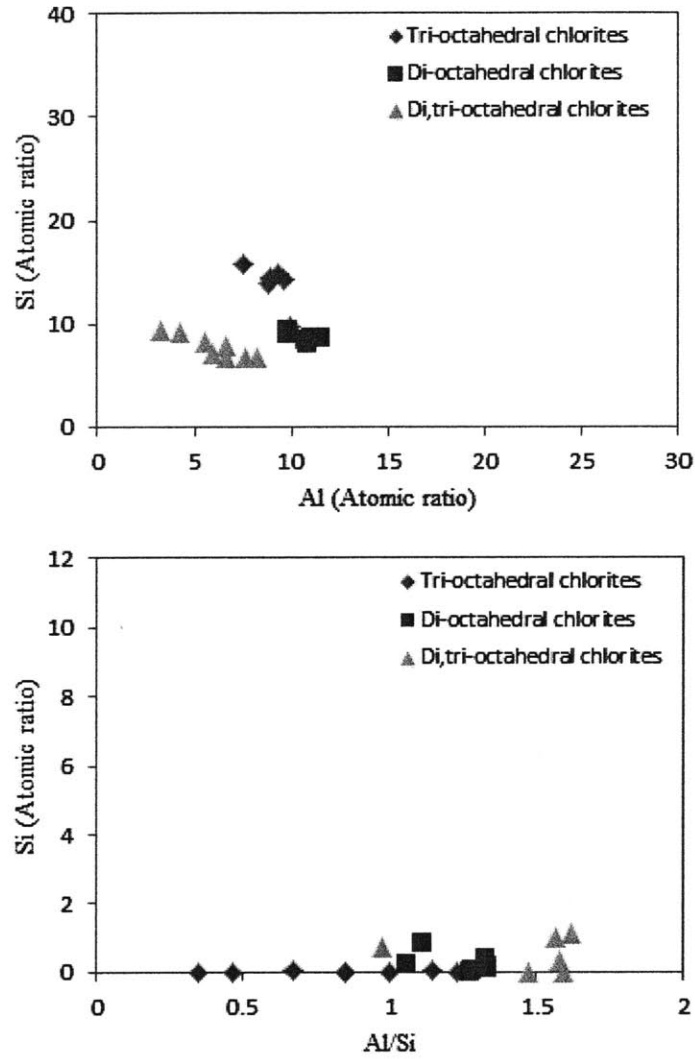 40
30
20
10
0
Si (Atomic ratio)
Tri-octahedral chlorites
Di-octahedral chlorites
Di,tri-octahedral chlorites
0 5 10 15 20 25 30
Al (Atomic ratio)
12
10
8
6
4
2
0
Si (Atomic ratio)
Tri-octahedral chlorites
Di-octahedral chlorites
Di,tri-octahedral chlorites
0 0.5 1 1.5 2
Al/Si